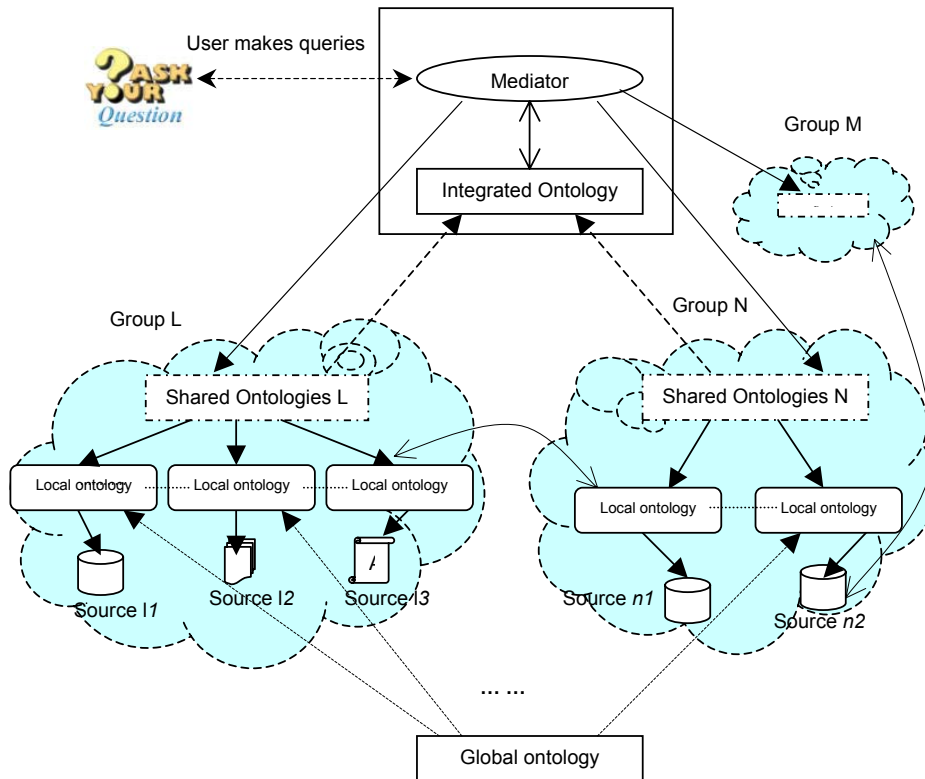 User makes queries
?ASK
YOUR
Question
Mediator
Group M
Integrated Ontology
Group L
Group N
Shared Ontologies L
Shared Ontologies N
Local ontology
Local ontology
Local ontology
Local ontology
Local ontology
Source l1
Source l2
Source l3
Source n1
Source n2
... ...
Global ontology